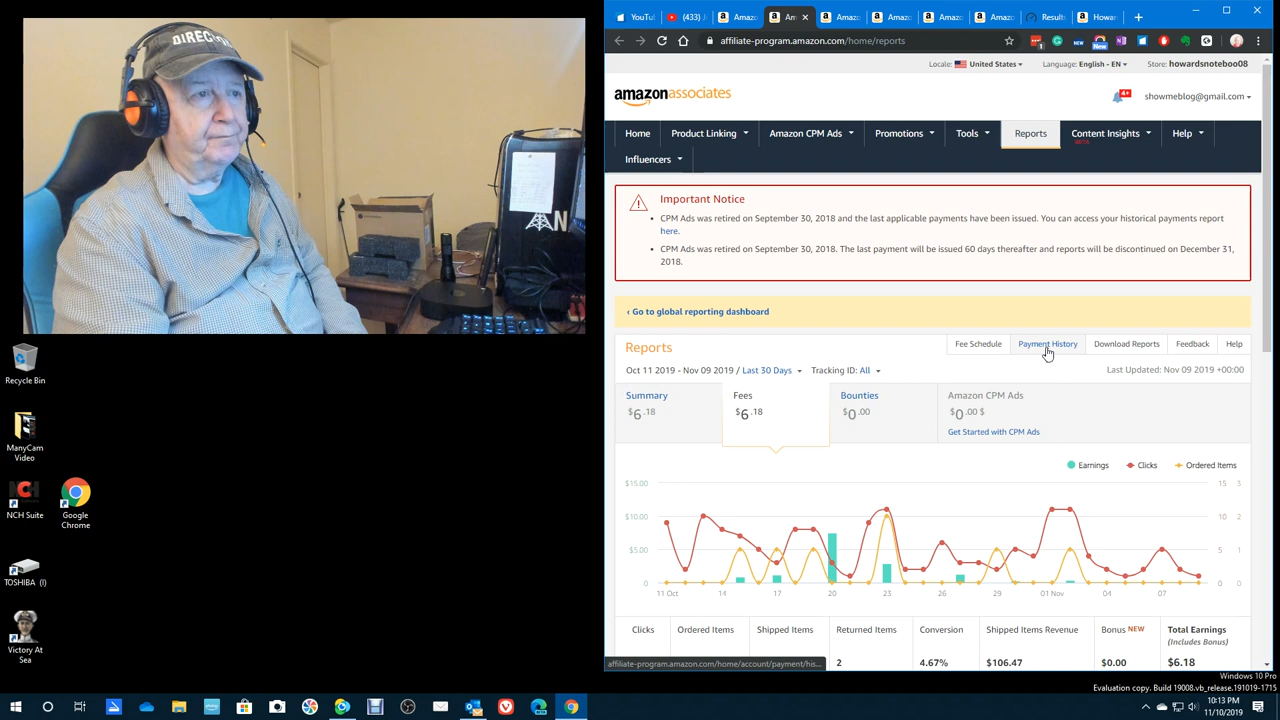 DIRECTOR
N
Recycle Bin
ManyCam
Video
NCH Suite
Google
Chrome
TOSHIBA (I)
Victory At
Sea
YouTu
(433) J
Amazo
Am
Amazo
Amazo
Amazo
Amazo
Results
Howar
affiliate-program.amazon.com/home/reports
1
NEW
New
Locale: United States
Language: English - EN
Store: howardsnoteboo08
amazonassociates
4+
showmeblog@gmail.com
Home
Product Linking
Amazon CPM Ads
Promotions
Tools
Reports
Content Insights
BETA
Help
Influencers
Important Notice
CPM Ads was retired on September 30, 2018 and the last applicable payments have been issued. You can access your historical payments report
here.
CPM Ads was retired on September 30, 2018. The last payment will be issued 60 days thereafter and reports will be discontinued on December 31,
2018.
‹ Go to global reporting dashboard
Reports
Fee Schedule
Payment History
Download Reports
Feedback
Help
Oct 11 2019 - Nov 09 2019 / Last 30 Days
Tracking ID: All
Last Updated: Nov 09 2019 +00:00
Summary
$6.18
Fees
$6.18
Bounties
$0.00
Amazon CPM Ads
$0.00 $
Get Started with CPM Ads
Earnings
Clicks
Ordered Items
$15.00 15 3
$10.00 10 2
$5.00 5 1
0 0 0
11 Oct 14 17 20 23 26 29 01 Nov 04 07
Clicks
Ordered Items
Shipped Items
Returned Items
Conversion
Shipped Items Revenue
Bonus NEW
Total Earnings
(Includes Bonus)
2 4.67% $106.47 $0.00 $6.18
affiliate-program.amazon.com/home/account/payment/his...
Windows 10 Pro
Evaluation copy. Build 19008.vb_release.191019-1715
10:13 PM
11/10/2019